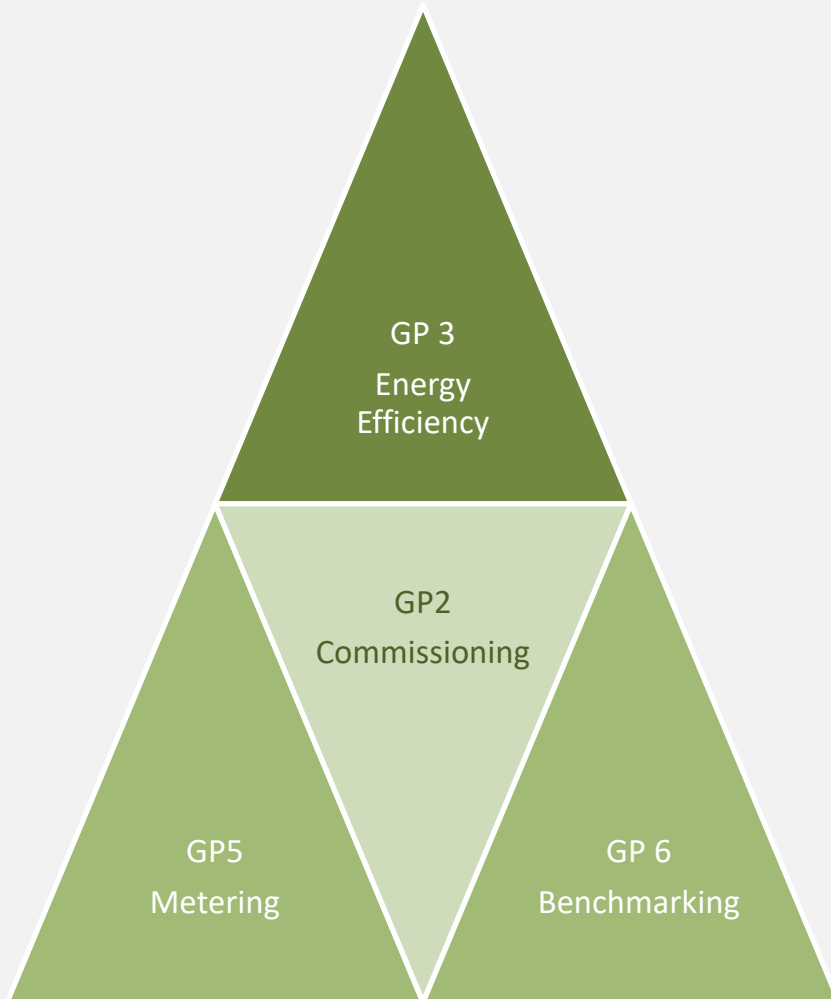 GP 3
Energy
Efficiency
GP2
Commissioning
GP5
Metering
GP 6
Benchmarking